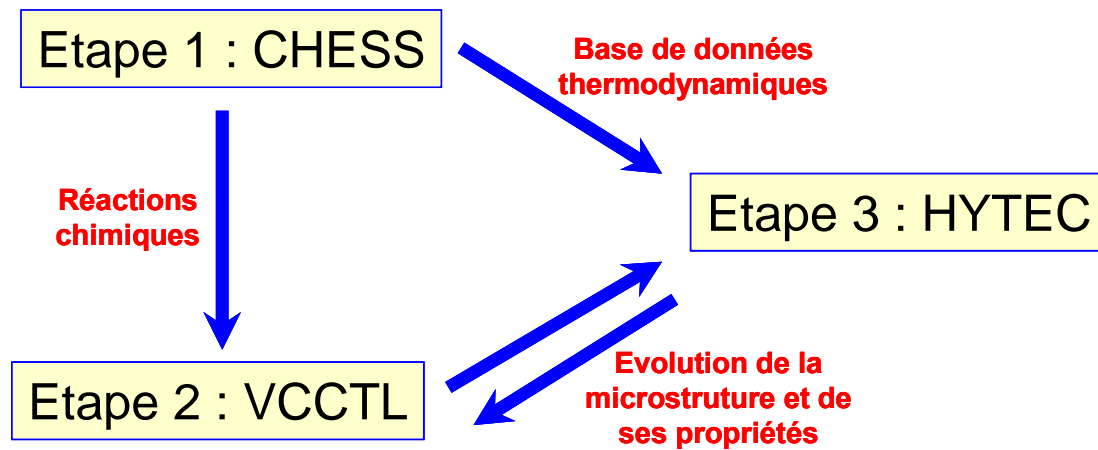 Etape 1 : CHESS
Base de données
thermodynamiques
Réactions
chimiques
Etape 3 : HYTEC
Etape 2 : VCCTL
Evolution de la
microstruture et de
ses propriétés